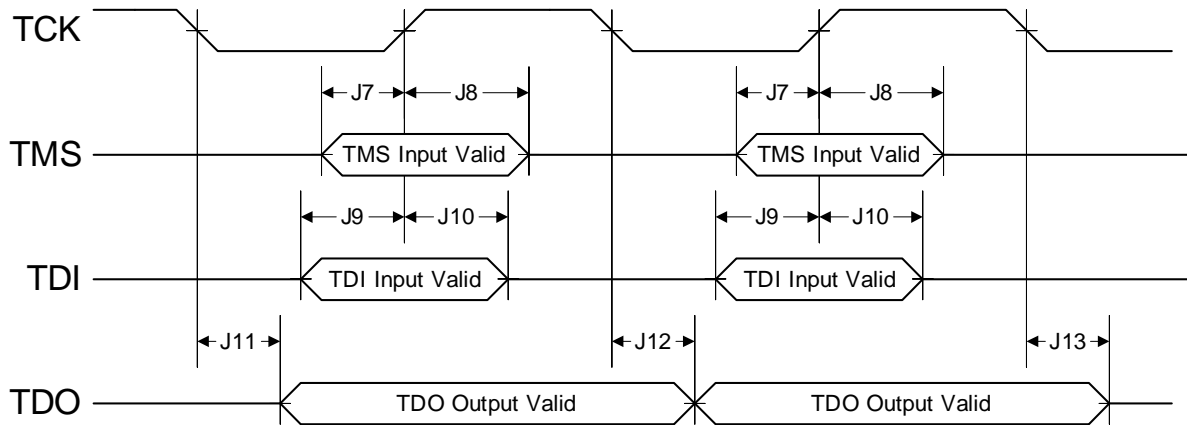 TCK
J7 J8 J7 J8
TMS TMS Input Valid TMS Input Valid
J9 J10 J9 J10
TDI TDI Input Valid TDI Input Valid
J11 J12 J13
TDO TDO Output Valid TDO Output Valid